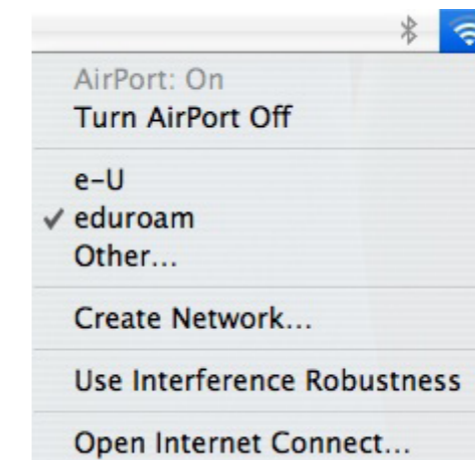 AirPort: On
Turn AirPort Off
e-U
eduroam
Other...
Create Network...
Use Interference Robustness
Open Internet Connect...